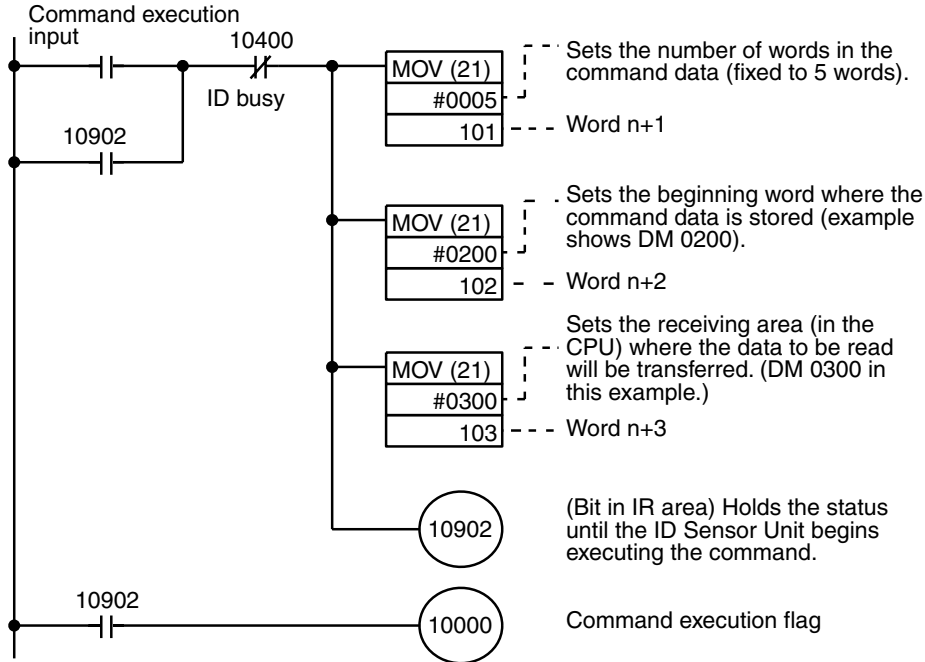 Command execution
input
10400
ID busy
10902
MOV (21)
#0005
101
Sets the number of words in the
command data (fixed to 5 words).
Word n+1
MOV (21)
#0200
102
Sets the beginning word where the
command data is stored (example
shows DM 0200).
Word n+2
MOV (21)
#0300
103
Sets the receiving area (in the
CPU) where the data to be read
will be transferred. (DM 0300 in
this example.)
Word n+3
10902
(Bit in IR area) Holds the status
until the ID Sensor Unit begins
executing the command.
10902
10000
Command execution flag